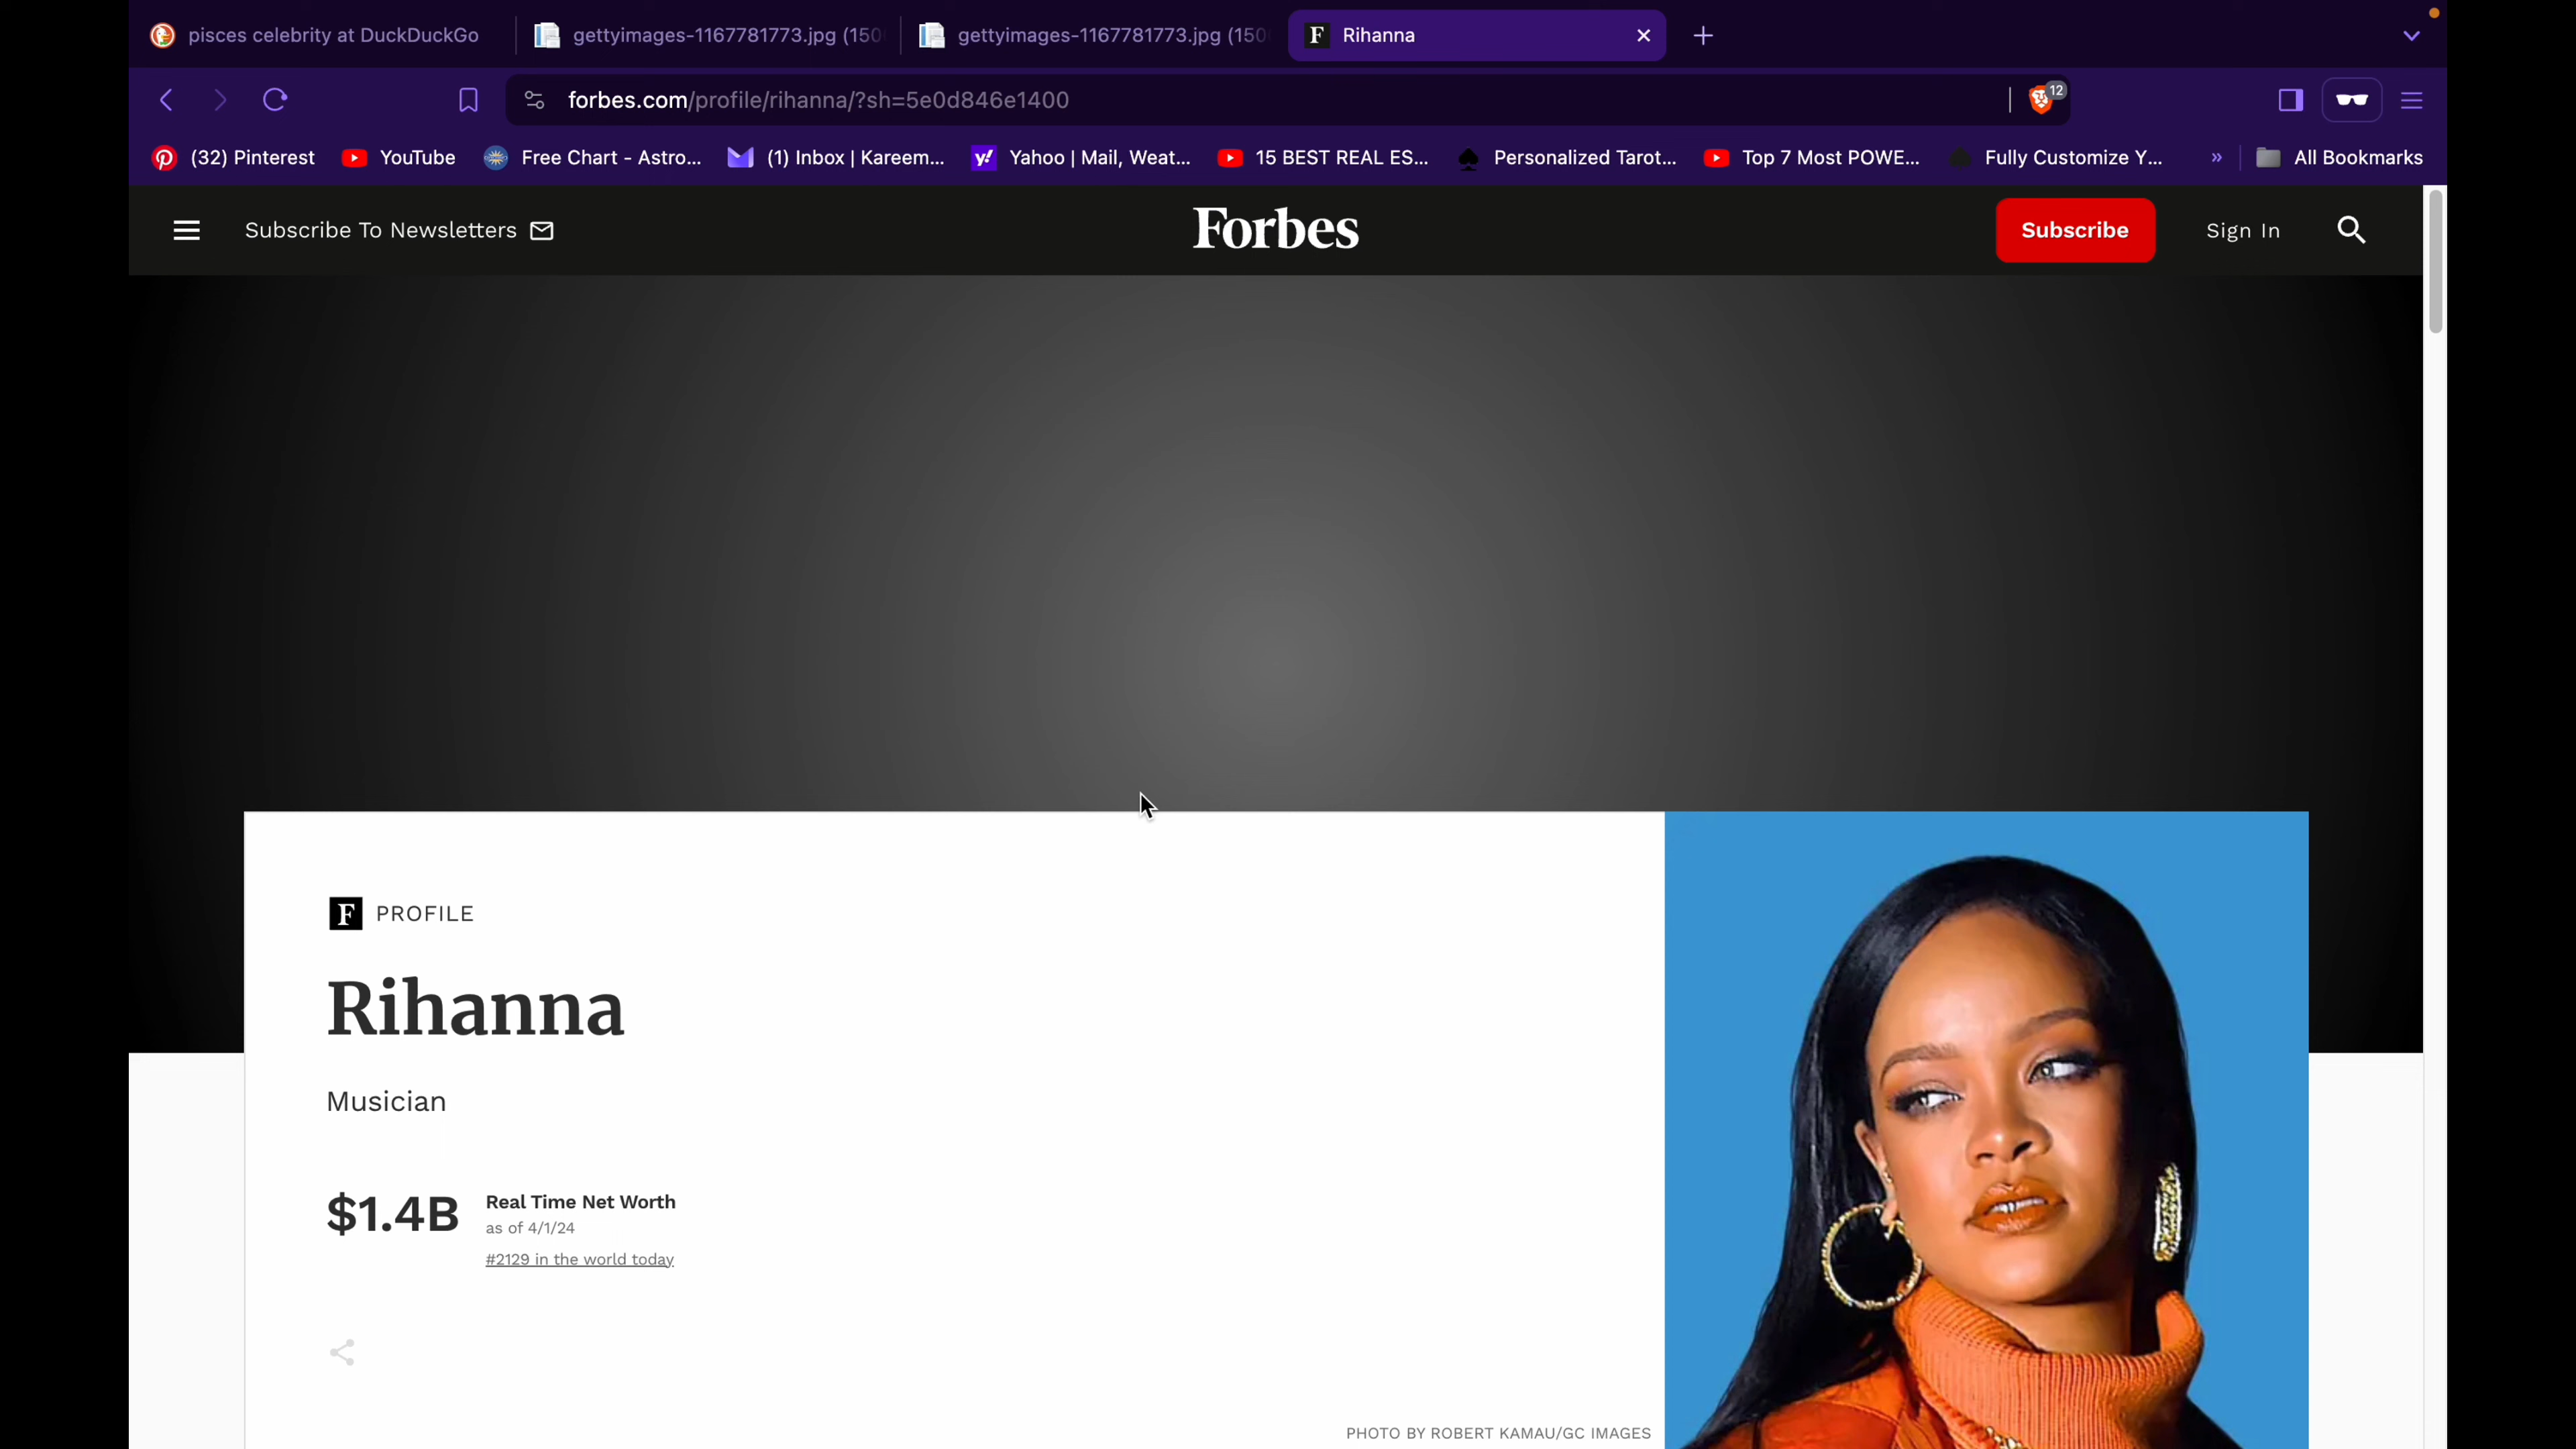 pisces celebrity at DuckDuckGo
gettyimages-1167781773.jpg (150
gettyimages-1167781773.jpg (150
F Rihanna
forbes.com/profile/rihanna/?sh=5e0d846e1400
12
(32) Pinterest
YouTube
Free Chart - Astro...
(1) Inbox | Kareem...
y! Yahoo | Mail, Weat...
15 BEST REAL ES...
Personalized Tarot...
Top 7 Most POWE...
Fully Customize Y...
»
All Bookmarks
Subscribe To Newsletters
Forbes
Subscribe
Sign In
F PROFILE
Rihanna
Musician
$1.4B
Real Time Net Worth
as of 4/1/24
#2129 in the world today
PHOTO BY ROBERT KAMAU/GC IMAGES